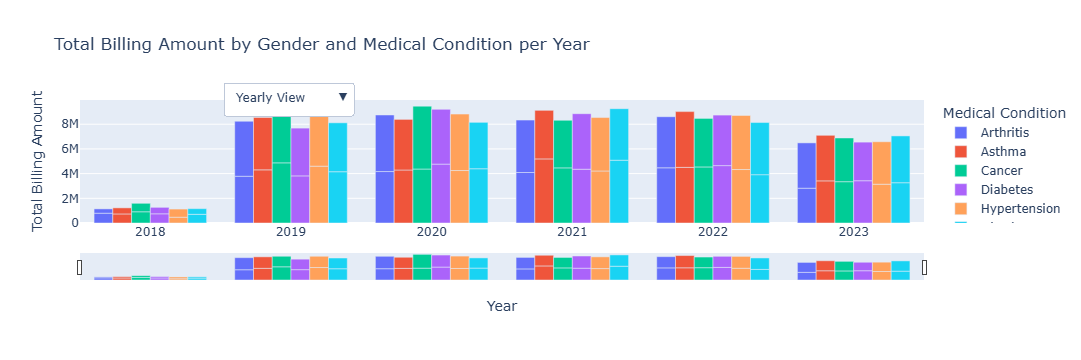 Total Billing Amount by Gender and Medical Condition per Year
Yearly View ▼
Total Billing Amount
8M
6M
4M
2M
0
2018
2019
2020
2021
2022
2023
Year
Medical Condition
Arthritis
Asthma
Cancer
Diabetes
Hypertension